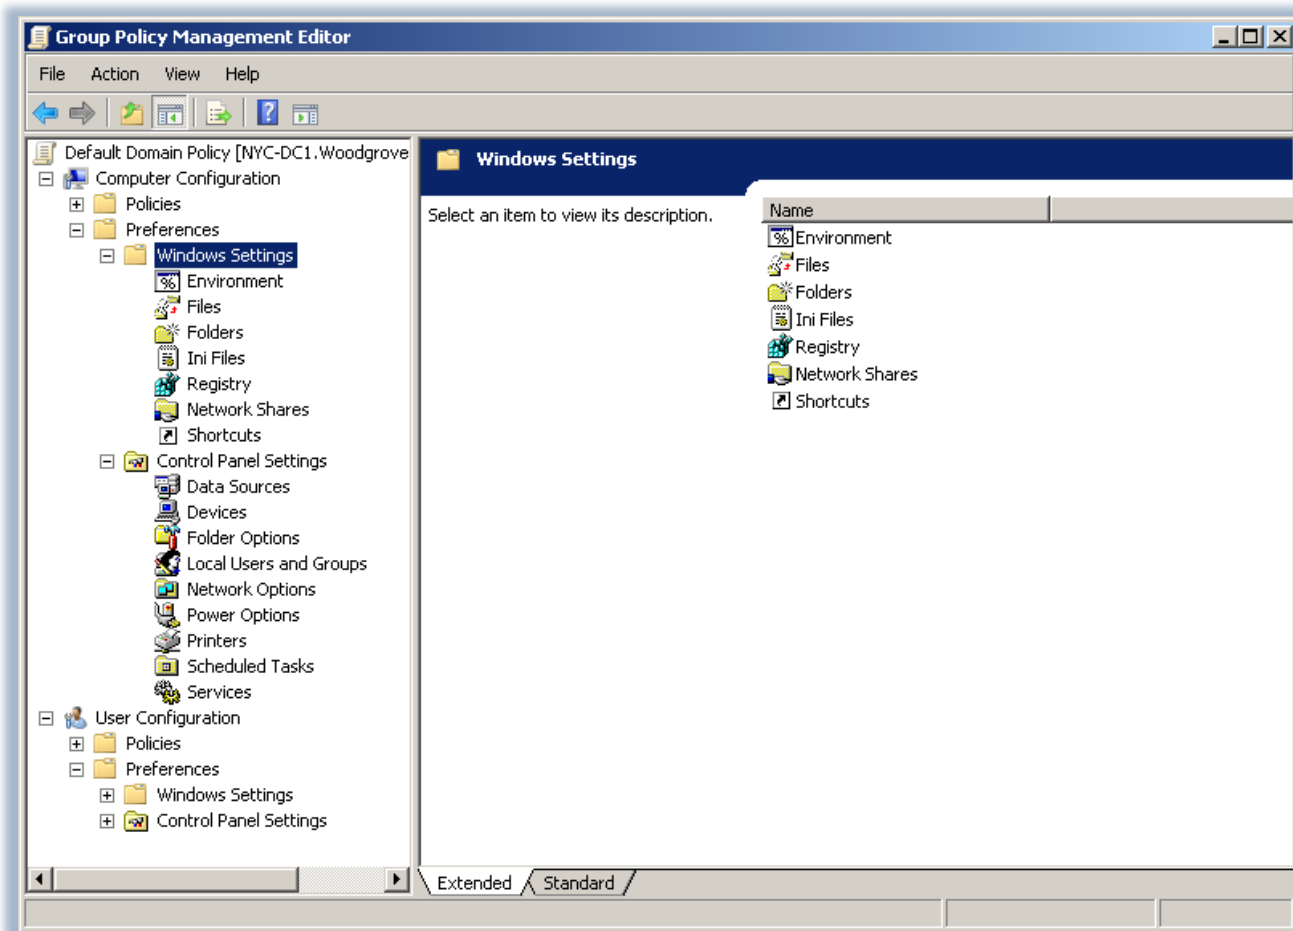 Group Policy Management Editor
File Action View Help
Default Domain Policy [NYC-DC1.Woodgrove
Computer Configuration
Policies
Preferences
Windows Settings
Environment
Files
Folders
Ini Files
Registry
Network Shares
Shortcuts
Control Panel Settings
Data Sources
Devices
Folder Options
Local Users and Groups
Network Options
Power Options
Printers
Scheduled Tasks
Services
User Configuration
Policies
Preferences
Windows Settings
Control Panel Settings
Windows Settings
Select an item to view its description.
Name
Environment
Files
Folders
Ini Files
Registry
Network Shares
Shortcuts
Extended Standard